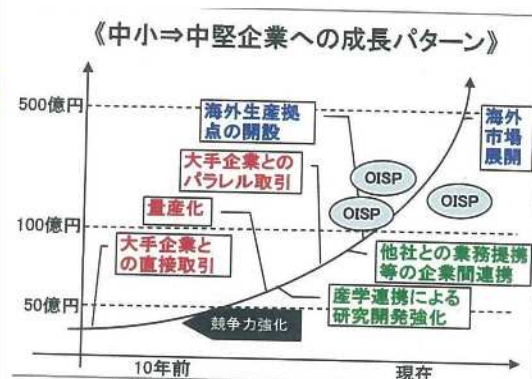 《中小⇒中堅企業への成長パターン》
500億円
海外生産拠
点の開設
海外
市場
展開
大手企業との
パラレル取引
OISP
OISP
OISP
量産化
100億円
大手企業と
の直接取引
他社との業務提携
等の企業間連携
産学連携による
研究開発強化
50億円
競争力強化
10年前
現在